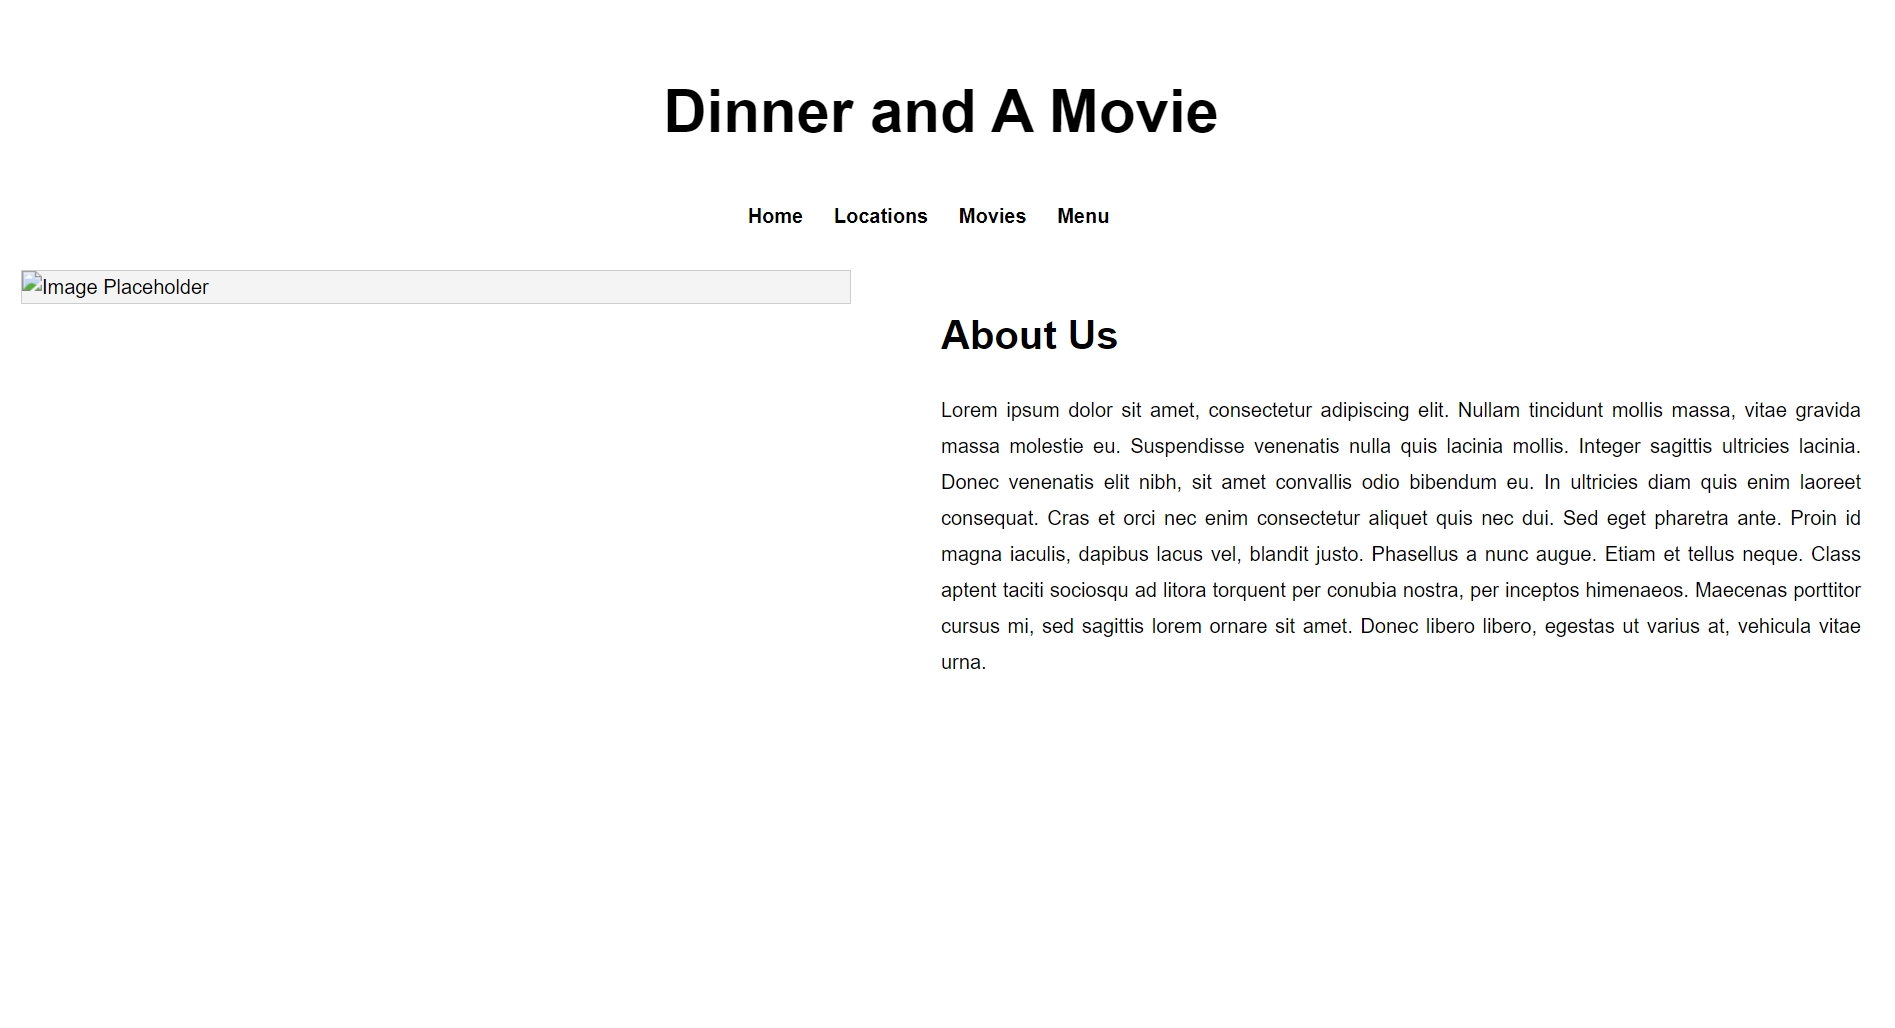 Dinner and A Movie
Home Locations Movies Menu
Image Placeholder
About Us
Lorem ipsum dolor sit amet, consectetur adipiscing elit. Nullam tincidunt mollis massa, vitae gravida
massa molestie eu. Suspendisse venenatis nulla quis lacinia mollis. Integer sagittis ultricies lacinia.
Donec venenatis elit nibh, sit amet convallis odio bibendum eu. In ultricies diam quis enim laoreet
consequat. Cras et orci nec enim consectetur aliquet quis nec dui. Sed eget pharetra ante. Proin id
magna iaculis, dapibus lacus vel, blandit justo. Phasellus a nunc augue. Etiam et tellus neque. Class
aptent taciti sociosqu ad litora torquent per conubia nostra, per inceptos himenaeos. Maecenas porttitor
cursus mi, sed sagittis lorem ornare sit amet. Donec libero libero, egestas ut varius at, vehicula vitae
urna.